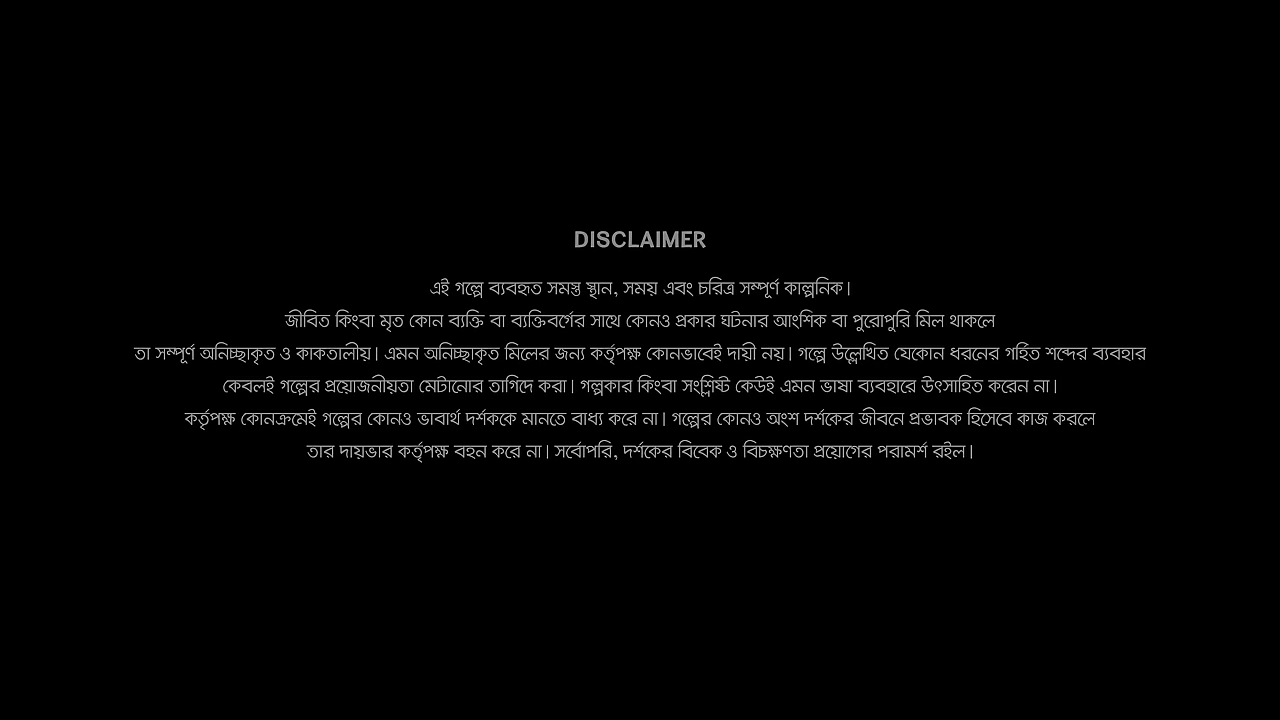 DISCLAIMER
এই গল্পে ব্যবহৃত সমস্ত স্থান, সময় এবং চরিত্র সম্পূর্ণ কাল্পনিক।
জীবিত কিংবা মৃত কোন ব্যক্তি বা ব্যক্তিবর্গের সাথে কোনও প্রকার ঘটনার আংশিক বা পুরোপুরি মিল থাকলে
তা সম্পূর্ণ অনিচ্ছাকৃত ও কাকতালীয়। এমন অনিচ্ছাকৃত মিলের জন্য কর্তৃপক্ষ কোনভাবেই দায়ী নয়। গল্পে উল্লেখিত যেকোন ধরনের গর্হিত শব্দের ব্যবহার
কেবলই গল্পের প্রয়োজনীয়তা মেটানোর তাগিদে করা। গল্পকার কিংবা সংশ্লিষ্ট কেউই এমন ভাষা ব্যবহারে উৎসাহিত করেন না।
কর্তৃপক্ষ কোনক্রমেই গল্পের কোনও ভাবার্থ দর্শককে মানতে বাধ্য করে না। গল্পের কোনও অংশ দর্শকের জীবনে প্রভাবক হিসেবে কাজ করলে
তার দায়ভার কর্তৃপক্ষ বহন করে না। সর্বোপরি, দর্শকের বিবেক ও বিচক্ষণতা প্রয়োগের পরামর্শ রইল।